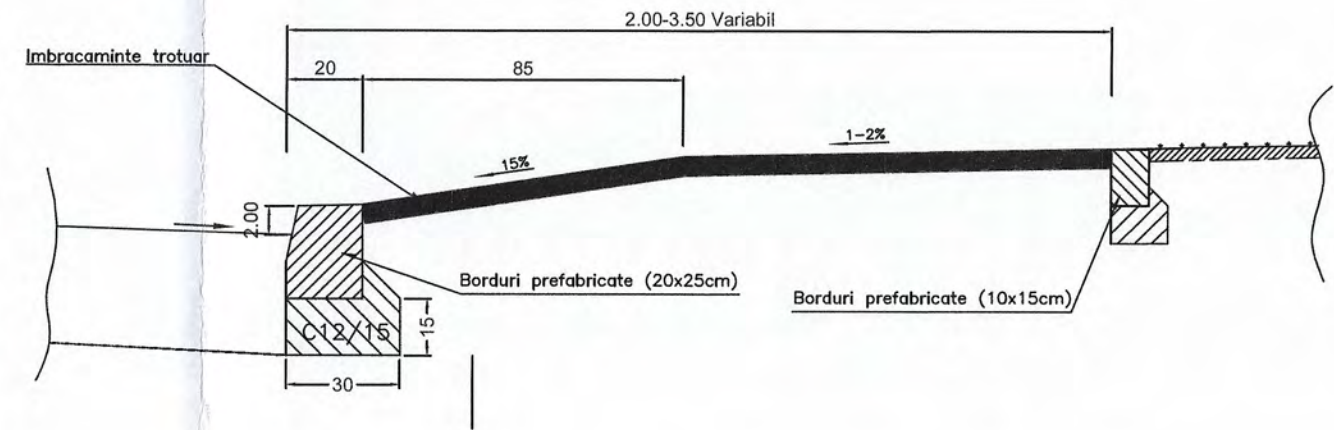 2.00-3.50 Variabil
Imbracaminte trotuar
20
85
1-2%
15%
2.00
Borduri prefabricate (20x25cm)
Borduri prefabricate (10x15cm)
C12/15
15
30